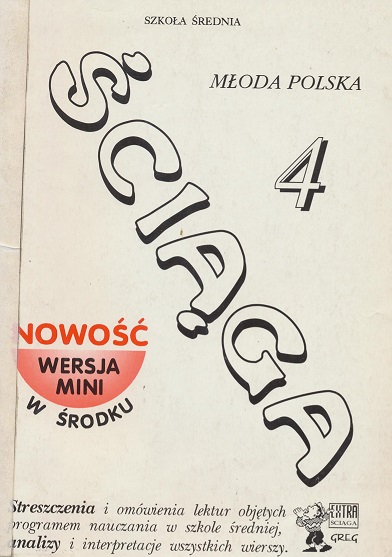 SZKOŁA ŚREDNIA
MŁODA POLSKA
4
ŚCIĄGA
NOWOŚĆ
WERSJA
MINI
W ŚRODKU
Streszczenia i omówienia lektur objętych
programem nauczania w szkole średniej,
analizy i interpretacje wszystkich wierszy.
EXTRA
ŚCIĄGA
GREG